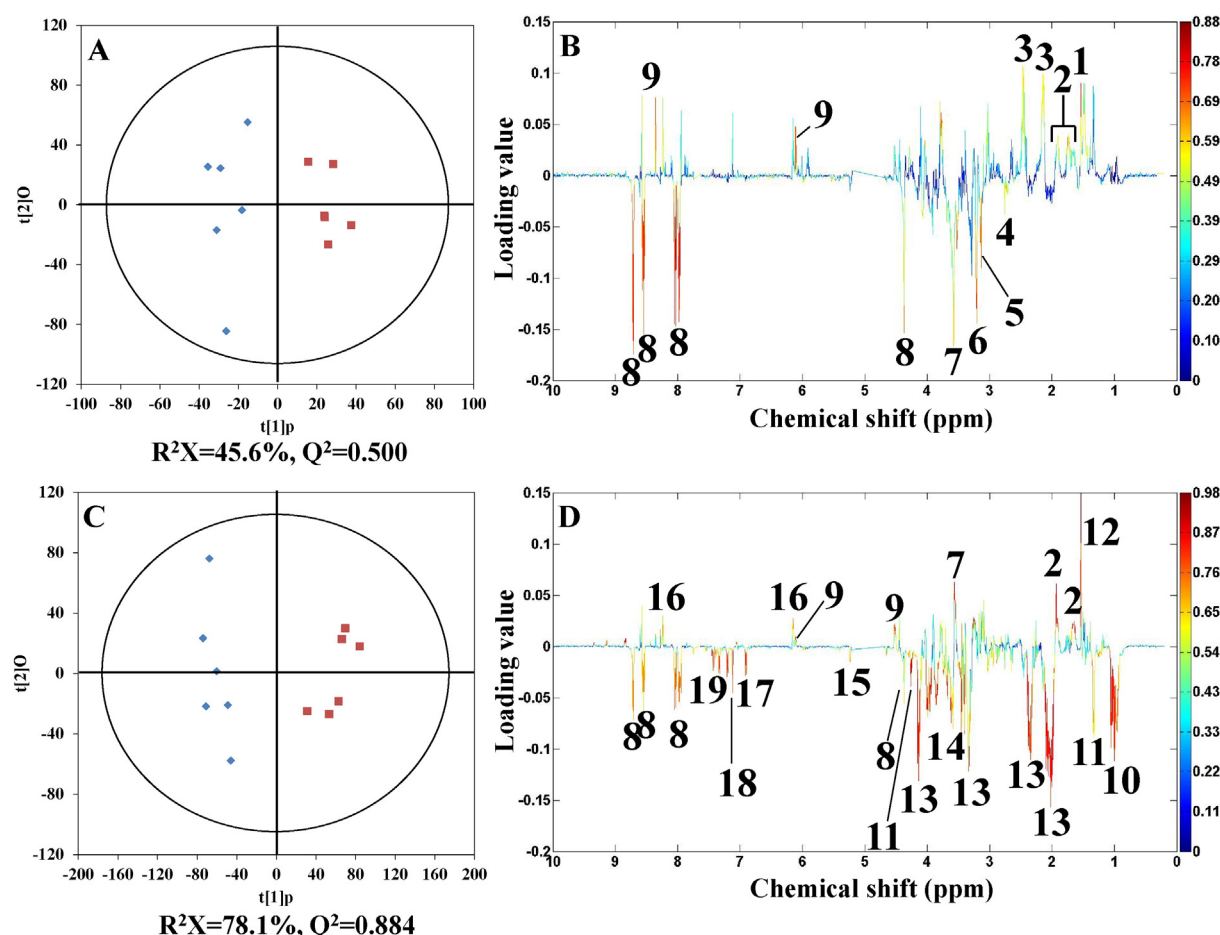 A
120
80
40
0
-40
-80
-120
t[2]O
-100 -80 -60 -40 -20 0 20 40 60 80 100
t[1]p
R²X=45.6%, Q²=0.500
B
0.15
0.1
0.05
0
-0.05
-0.1
-0.15
-0.2
Loading value
9 9 3 3 2 1
8 8 8 8 7 6 5 4
10 9 8 7 6 5 4 3 2 1 0
Chemical shift (ppm)
0.88
0.78
0.68
0.59
0.49
0.39
0.29
0.20
0.10
0
C
120
80
40
0
-40
-80
-120
t[2]O
-200 -160 -120 -80 -40 0 40 80 120 160 200
t[1]p
R²X=78.1%, Q²=0.884
D
0.15
0.1
0.05
0
-0.05
-0.1
-0.15
-0.2
Loading value
16 16 9 9 7 2 2 12
8 8 8 19 18 17 15 8 11 13 14 13 13 13 11 10
10 9 8 7 6 5 4 3 2 1 0
Chemical shift (ppm)
0.98
0.87
0.76
0.65
0.54
0.43
0.33
0.22
0.11
0